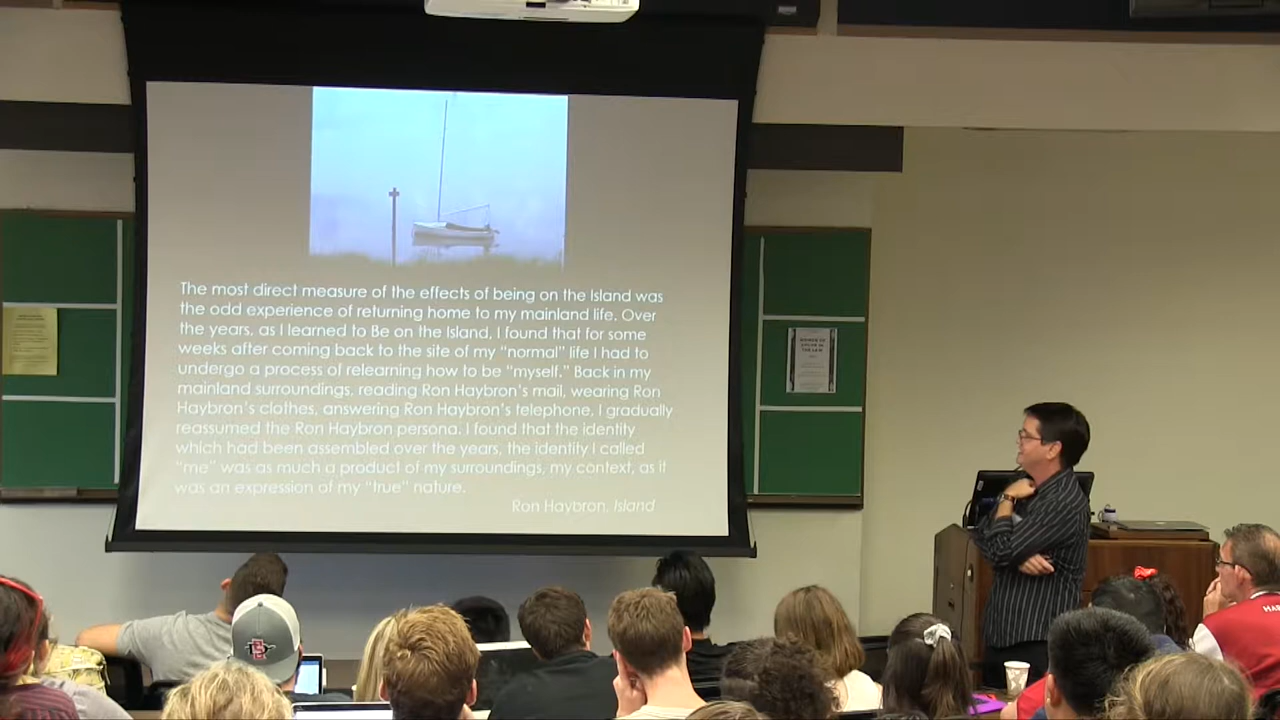 The most direct measure of the effects of being on the Island was
the odd experience of returning home to my mainland life. Over
the years, as I learned to Be on the Island, I found that for some
weeks after coming back to the site of my “normal” life I had to
undergo a process of relearning how to be “myself.” Back in my
mainland surroundings, reading Ron Haybron’s mail, wearing Ron
Haybron’s clothes, answering Ron Haybron’s telephone, I gradually
reassumed the Ron Haybron persona. I found that the identity
which had been assembled over the years, the identity I called
“me” was as much a product of my surroundings, my context, as it
was an expression of my “true” nature.
Ron Haybron, Island